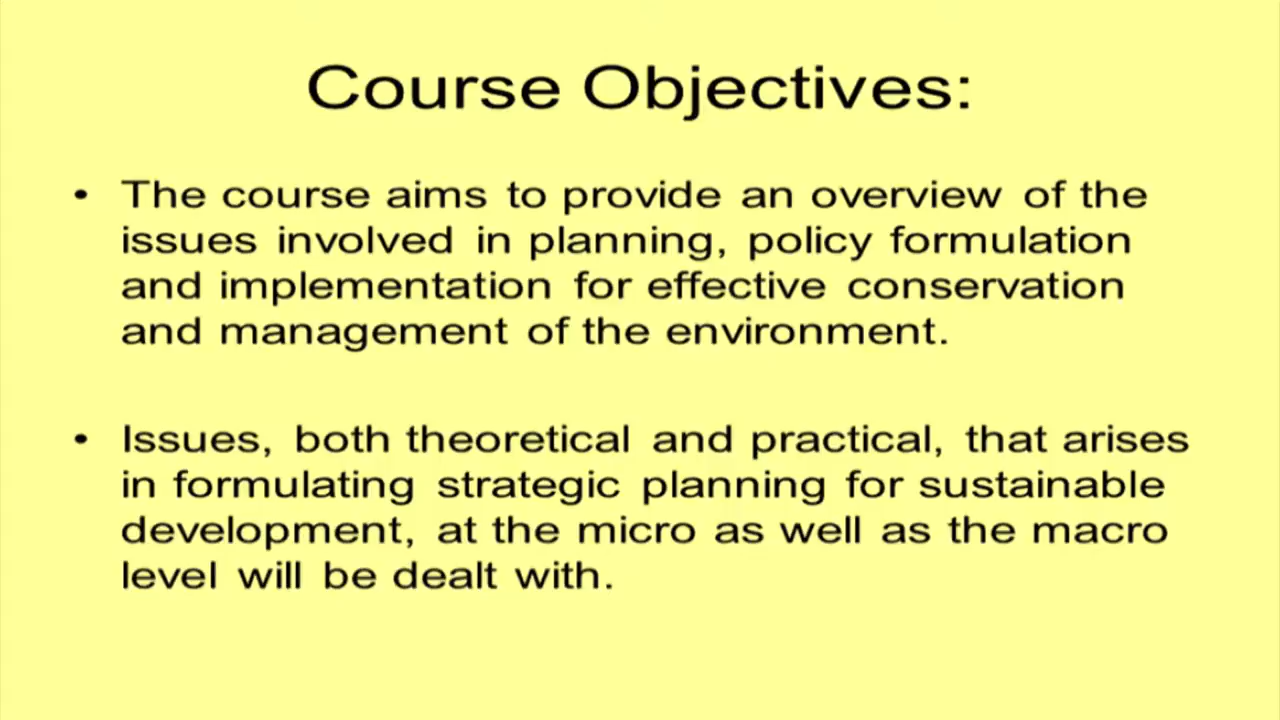 Course Objectives:
• The course aims to provide an overview of the
issues involved in planning, policy formulation
and implementation for effective conservation
and management of the environment.
• Issues, both theoretical and practical, that arises
in formulating strategic planning for sustainable
development, at the micro as well as the macro
level will be dealt with.